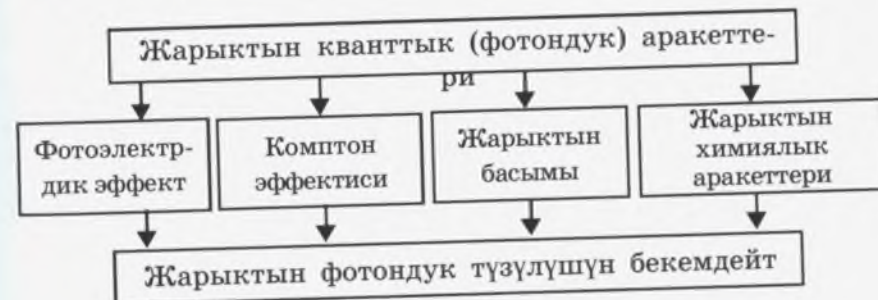 Жарыктын кванттык (фотондук) аракетте-
ри
Фотоэлектр-
дик эффект
Комптон
эффектиси
Жарыктын
басымы
Жарыктын
химиялык
аракеттери
Жарыктын фотондук түзүлүшүн бекемдейт